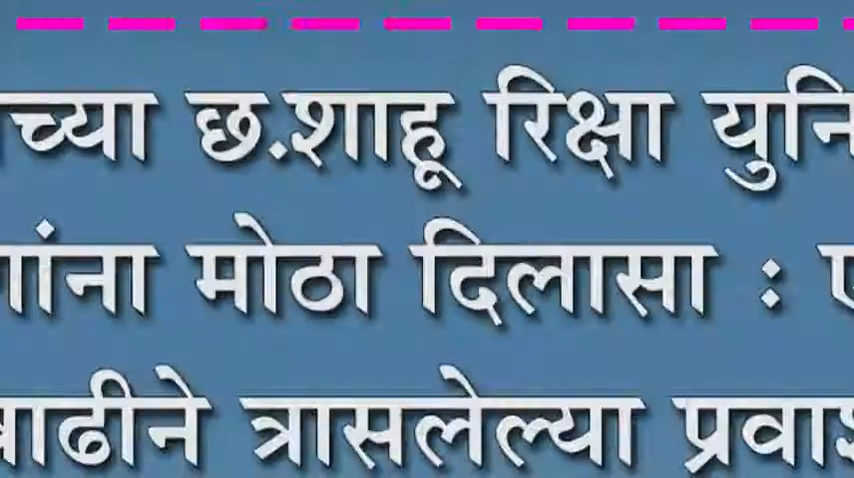 च्या छ.शाहू रिक्षा युनि
गांना मोठा दिलासा :
वाढीने त्रासलेल्या प्रवाश